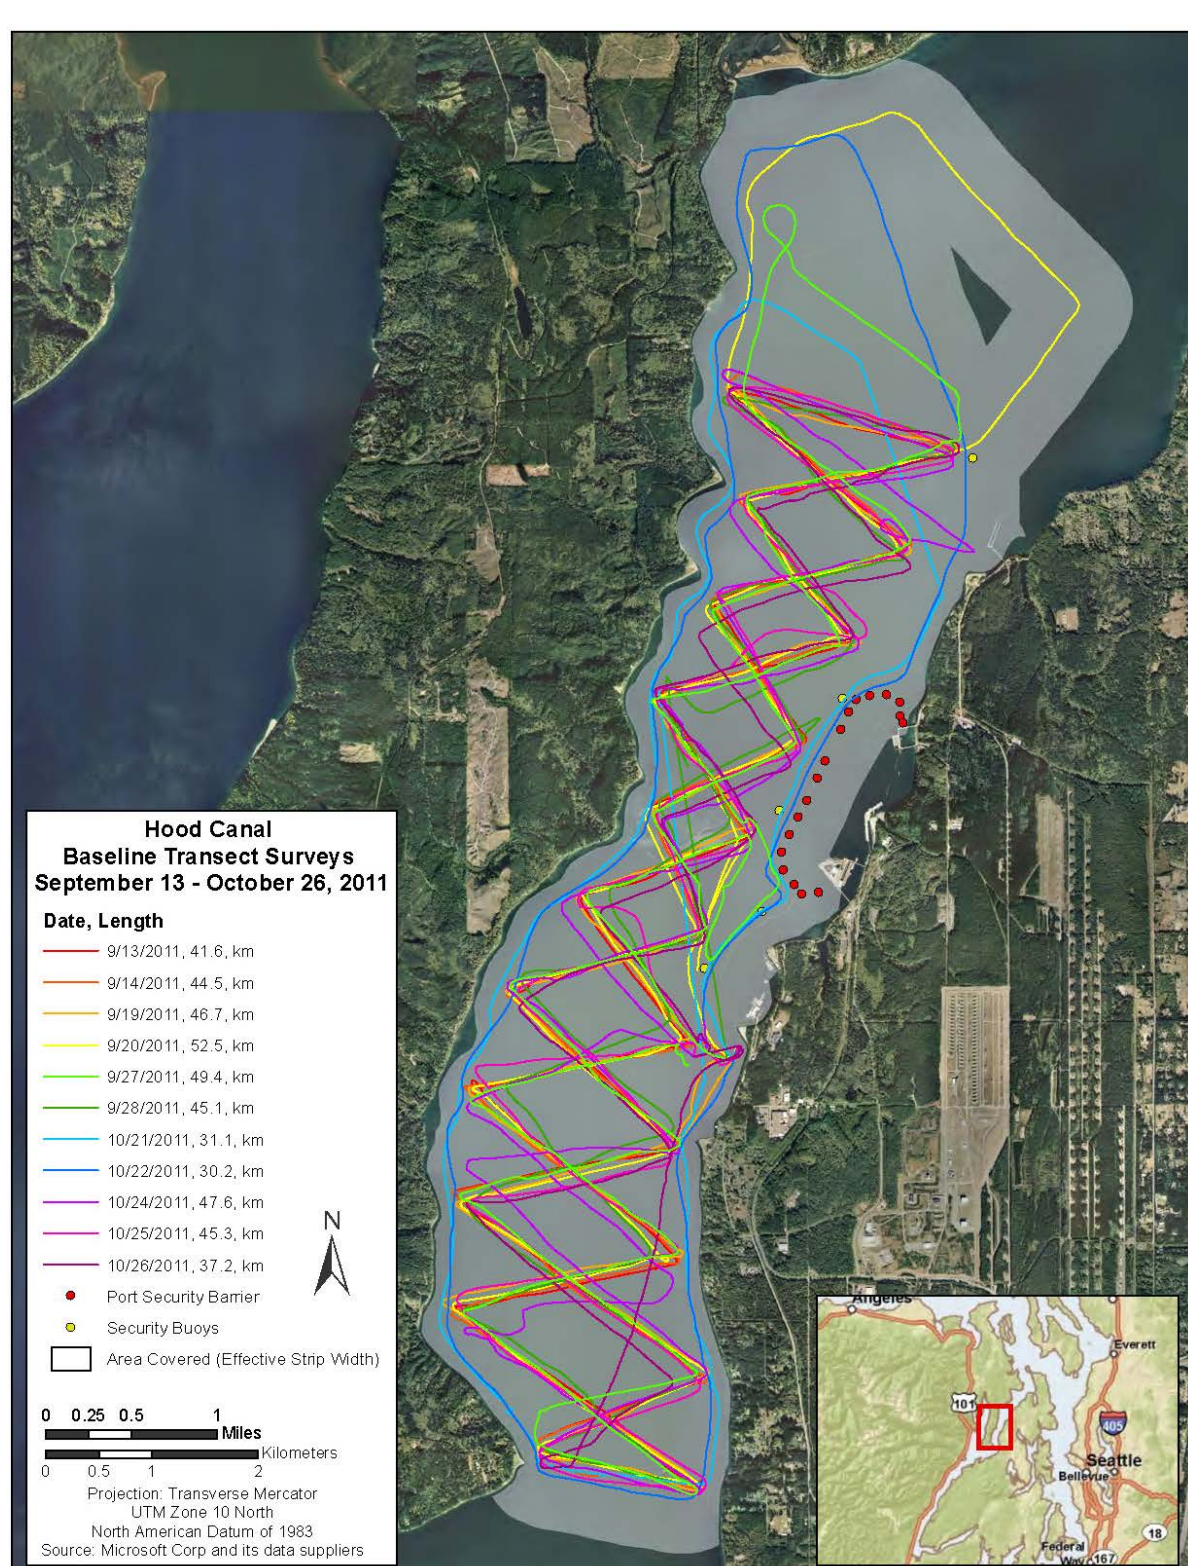 Hood Canal
Baseline Transect Surveys
September 13 - October 26, 2011
Date, Length
9/13/2011, 41.6, km
9/14/2011, 44.5, km
9/19/2011, 46.7, km
9/20/2011, 52.5, km
9/27/2011, 49.4, km
9/28/2011, 45.1, km
10/21/2011, 31.1, km
10/22/2011, 30.2, km
10/24/2011, 47.6, km
10/25/2011, 45.3, km
10/26/2011, 37.2, km
Port Security Barrier
Security Buoys
Area Covered (Effective Strip Width)
N
0 0.25 0.5 1
Miles
Kilometers
0 0.5 1 2
Projection: Transverse Mercator
UTM Zone 10 North
North American Datum of 1983
Source: Microsoft Corp and its data suppliers
Angeles
Everett
101
405
Seattle
Bellevue
18
Federal
Way
167